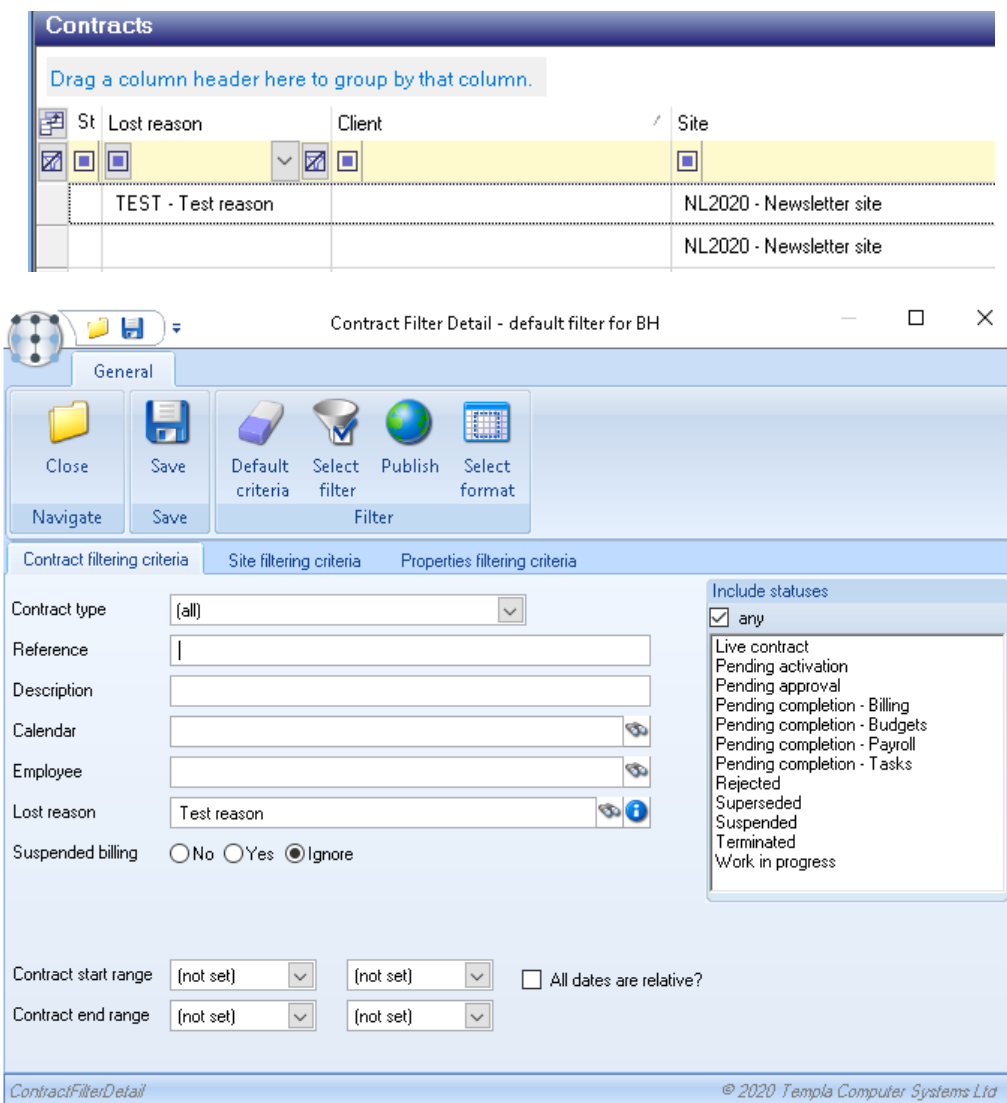 Contracts
Drag a column header here to group by that column.
St Lost reason Client Site
TEST - Test reason NL2020 - Newsletter site
NL2020 - Newsletter site
Contract Filter Detail - default filter for BH
General
Close Save Default criteria Select filter Publish Select format
Navigate Save Filter
Contract filtering criteria Site filtering criteria Properties filtering criteria
Include statuses
Contract type (all) any
Reference
Live contract
Pending activation
Description
Pending approval
Pending completion - Billing
Calendar
Pending completion - Budgets
Pending completion - Payroll
Employee
Pending completion - Tasks
Rejected
Lost reason Test reason
Superseded
Suspended
Suspended billing No Yes Ignore
Terminated
Work in progress
Contract start range (not set) (not set) All dates are relative?
Contract end range (not set) (not set)
ContractFilterDetail © 2020 Templa Computer Systems Ltd